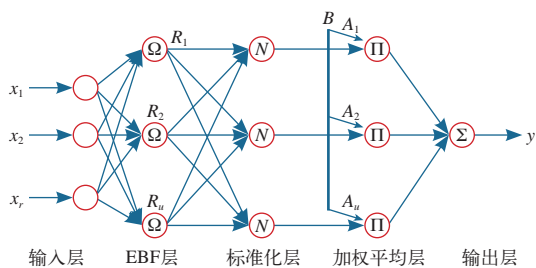 B
R₁ A₁
Ω N Π
x₁
R₂ A₂
x₂ Ω N Π Σ y
Rᵤ Aᵤ
xᵣ
Ω N Π
输入层 EBF层 标准化层 加权平均层 输出层